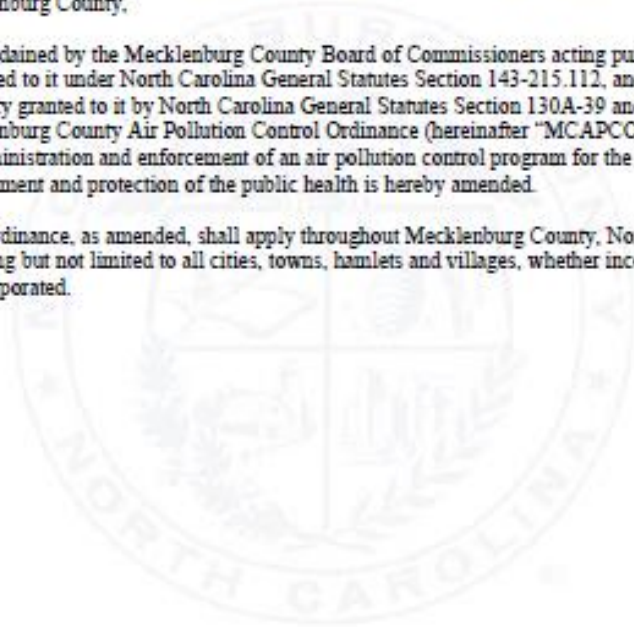 nburg County,
dained by the Mecklenburg County Board of Commissioners acting pu
ed to it under North Carolina General Statutes Section 143-215.112, an
y granted to it by North Carolina General Statutes Section 130A-39 an
nburg County Air Pollution Control Ordinance (hereinafter “MCAPCO
ministration and enforcement of an air pollution control program for the
ment and protection of the public health is hereby amended.
dinance, as amended, shall apply throughout Mecklenburg County, No
ng but not limited to all cities, towns, hamlets and villages, whether inc
porated.
NORTH CAROLINA